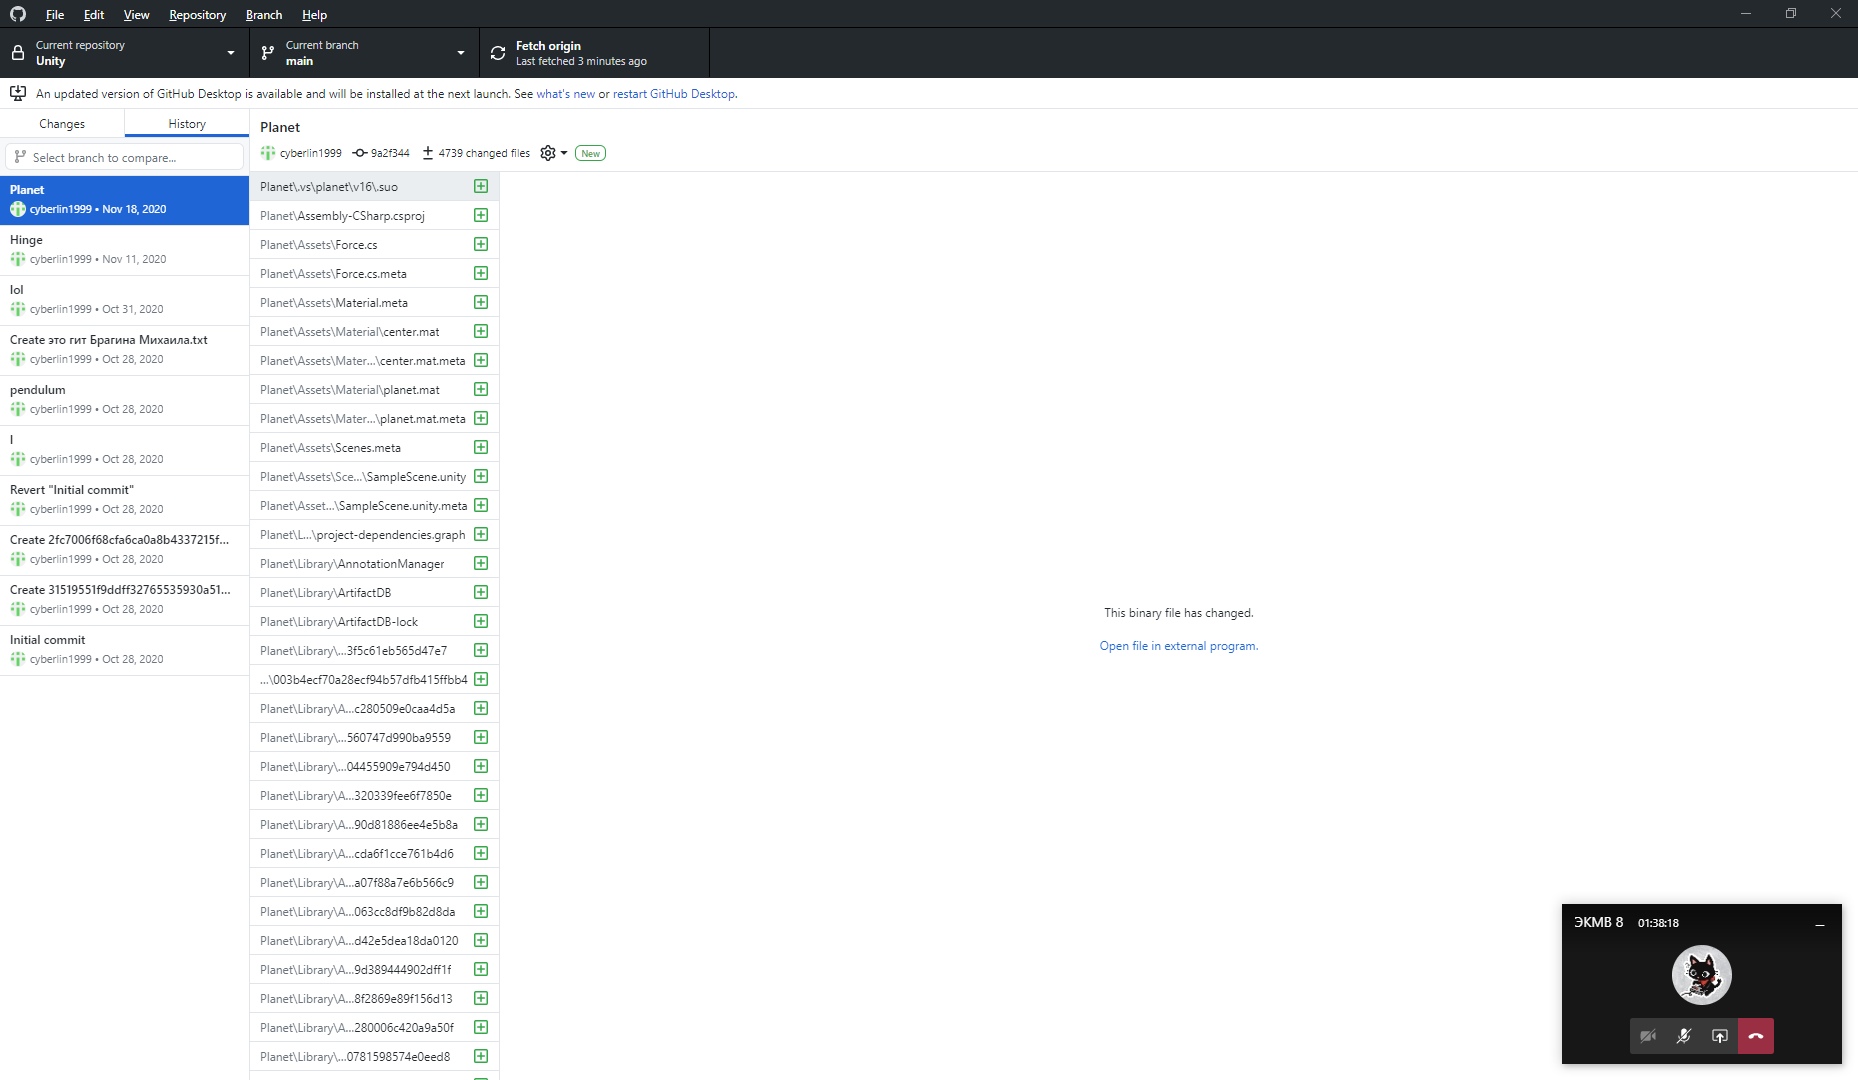 File Edit View Repository Branch Help
Current repository
Unity
Current branch
main
Fetch origin
Last fetched 3 minutes ago
An updated version of GitHub Desktop is available and will be installed at the next launch. See what's new or restart GitHub Desktop.
Changes
History
Select branch to compare...
Planet
cyberlin1999 • Nov 18, 2020
Hinge
cyberlin1999 • Nov 11, 2020
lol
cyberlin1999 • Oct 31, 2020
Create это гит Брагина Михаила.txt
cyberlin1999 • Oct 28, 2020
pendulum
cyberlin1999 • Oct 28, 2020
l
cyberlin1999 • Oct 28, 2020
Revert "Initial commit"
cyberlin1999 • Oct 28, 2020
Create 2fc7006f68cfa6ca0a8b4337215f...
cyberlin1999 • Oct 28, 2020
Create 31519551f9ddff32765535930a51...
cyberlin1999 • Oct 28, 2020
Initial commit
cyberlin1999 • Oct 28, 2020
Planet
cyberlin1999 9a2f344 4739 changed files New
Planet\.vs\planet\v16\.suo
Planet\Assembly-CSharp.csproj
Planet\Assets\Force.cs
Planet\Assets\Force.cs.meta
Planet\Assets\Material.meta
Planet\Assets\Material\center.mat
Planet\Assets\Mater...\center.mat.meta
Planet\Assets\Material\planet.mat
Planet\Assets\Mater...\planet.mat.meta
Planet\Assets\Scenes.meta
Planet\Assets\Sce...\SampleScene.unity
Planet\Asset...\SampleScene.unity.meta
Planet\L...\project-dependencies.graph
Planet\Library\AnnotationManager
Planet\Library\ArtifactDB
Planet\Library\ArtifactDB-lock
Planet\Library\...3f5c61eb565d47e7
...\003b4ecf70a28ecf94b57dfb415ffbb4
Planet\Library\A...c280509e0caa4d5a
Planet\Library\...560747d990ba9559
Planet\Library\...04455909e794d450
Planet\Library\A...320339fee6f7850e
Planet\Library\A...90d81886ee4e5b8a
Planet\Library\A...cda6f1cce761b4d6
Planet\Library\A...a07f88a7e6b566c9
Planet\Library\A...063cc8df9b82d8da
Planet\Library\A...d42e5dea18da0120
Planet\Library\A...9d389444902dff1f
Planet\Library\A...8f2869e89f156d13
Planet\Library\A...280006c420a9a50f
Planet\Library\...0781598574e0eed8
This binary file has changed.
Open file in external program.
ЭКМВ 8 01:38:18